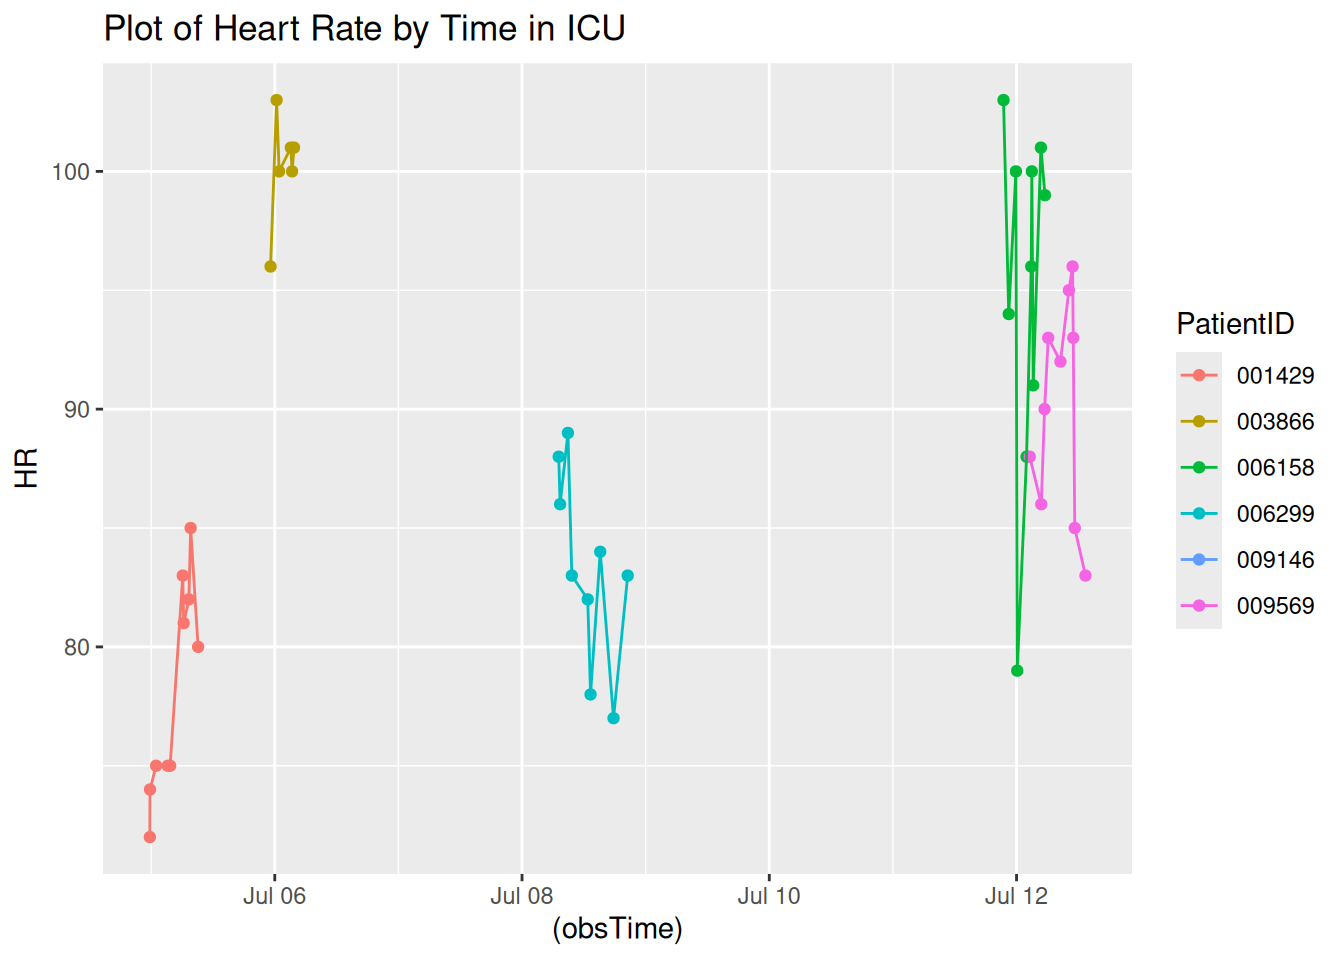 Plot of Heart Rate by Time in ICU
HR
100
90
80
Jul 06
Jul 08
Jul 10
Jul 12
(obsTime)
PatientID
001429
003866
006158
006299
009146
009569